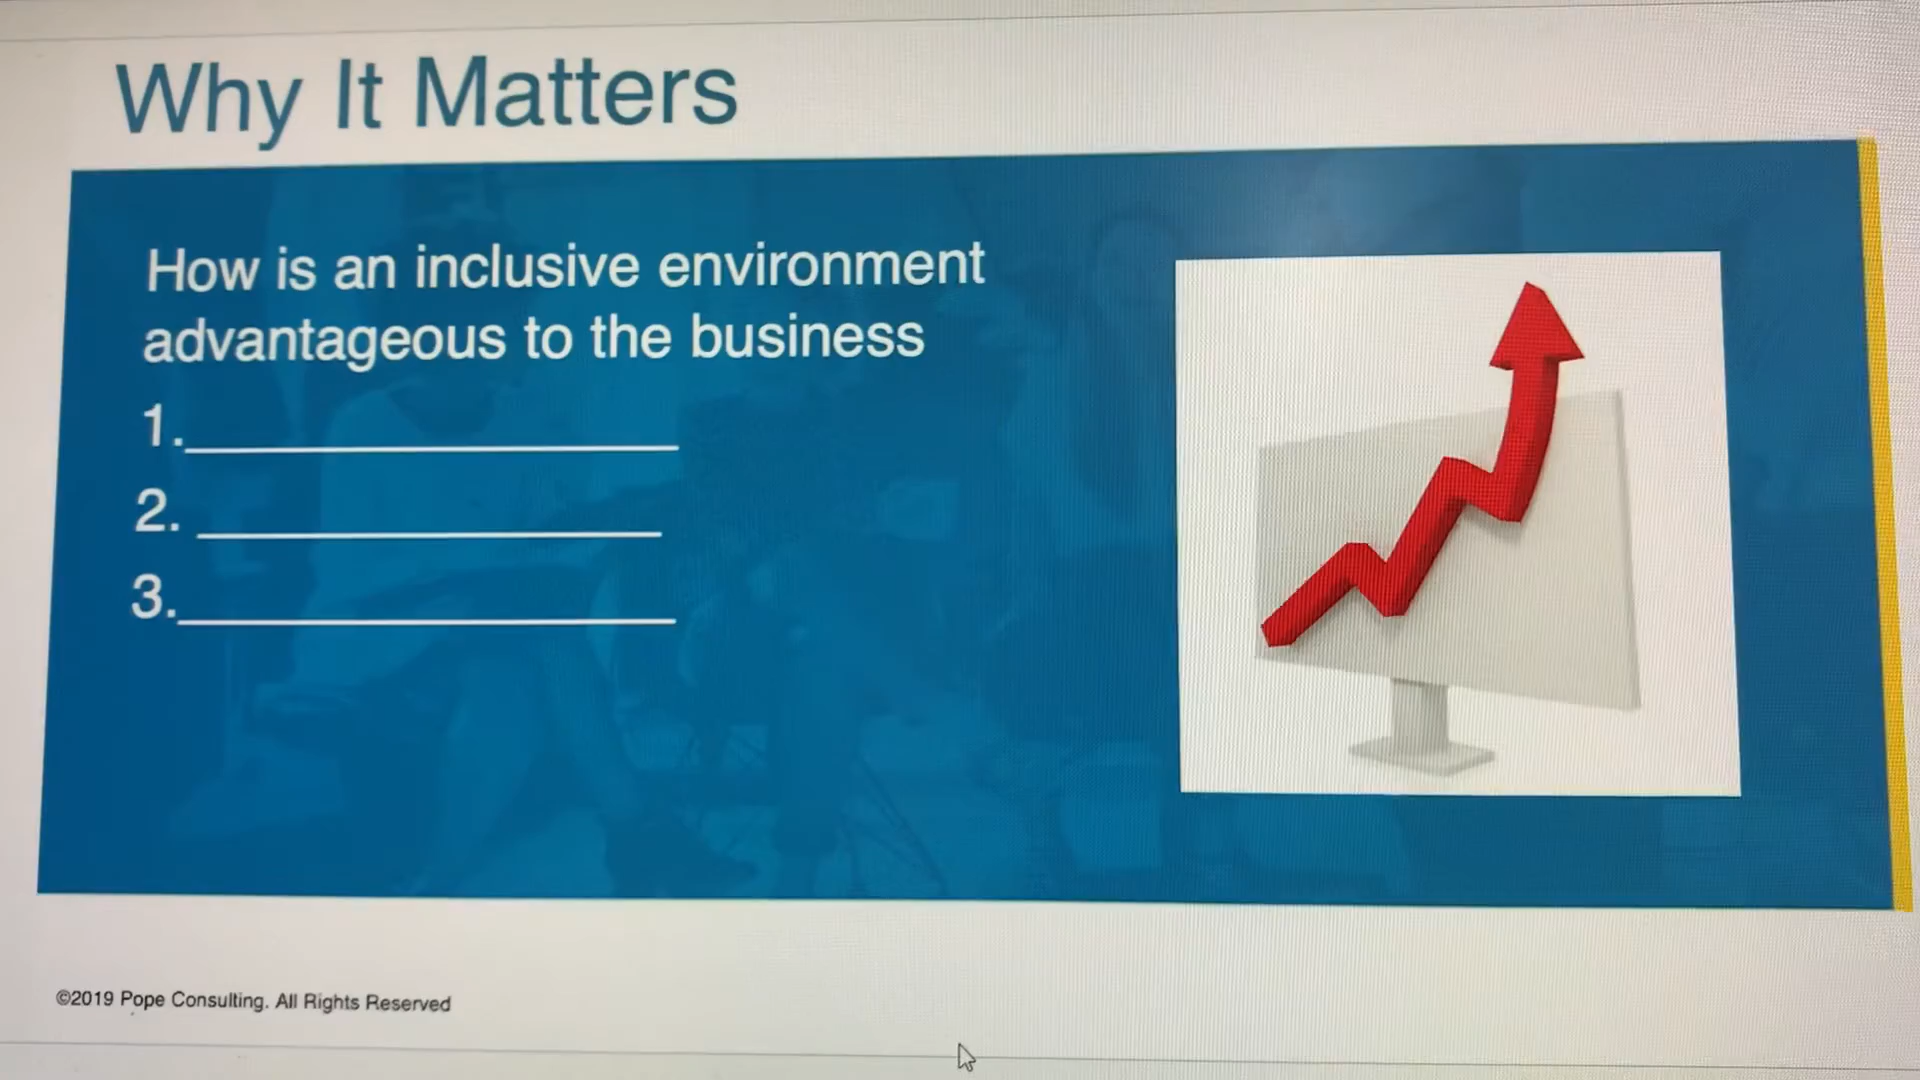 Why It Matters
How is an inclusive environment
advantageous to the business
1.
2.
3.
©2019 Pope Consulting. All Rights Reserved